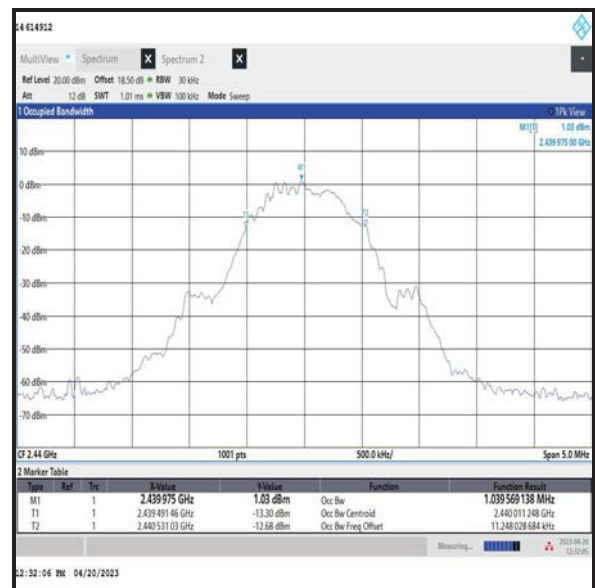 14 614912
MultiView Spectrum X Spectrum 2 X
Ref Level 20.00 dBm Offset 18.50 dB RBW 30 kHz
Att 12 dB SWT 1.01 ms VBW 100 kHz Mode Sweep
1 Occupied Bandwidth 1Pk View
M1[1] 1.03 dBm
2.439 975 00 GHz
10 dBm
0 dBm
M1
-10 dBm
T1 T2
-20 dBm
-30 dBm
-40 dBm
-50 dBm
-60 dBm
-70 dBm
CF 2.44 GHz 1001 pts 500.0 kHz/ Span 5.0 MHz
2 Marker Table
Type Ref Trc X-Value Y-Value Function Function Result
M1 1 2.439 975 GHz 1.03 dBm Occ Bw 1.039 569 138 MHz
T1 1 2.439 491 46 GHz -13.30 dBm Occ Bw Centroid 2.440 011 248 GHz
T2 1 2.440 531 03 GHz -12.68 dBm Occ Bw Freq Offset 11.248 028 684 kHz
Measuring...
12:32:05
12:32:06 PM 04/20/2023